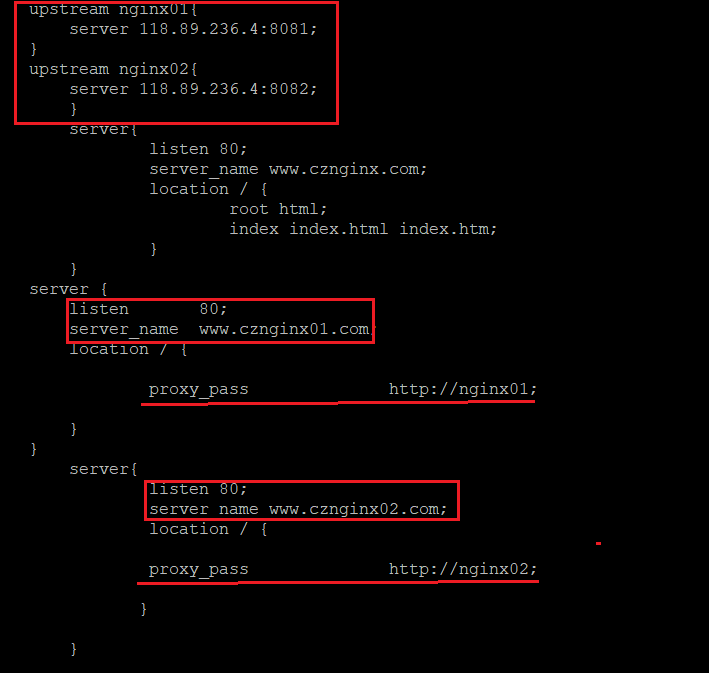 upstream nginx01{
server 118.89.236.4:8081;
}
upstream nginx02{
server 118.89.236.4:8082;
}
server{
listen 80;
server_name www.cznginx.com;
location / {
root html;
index index.html index.htm;
}
}
server {
listen 80;
server_name www.cznginx01.com;
location / {
proxy_pass http://nginx01;
}
}
server{
listen 80;
server_name www.cznginx02.com;
location / {
proxy_pass http://nginx02;
}
}